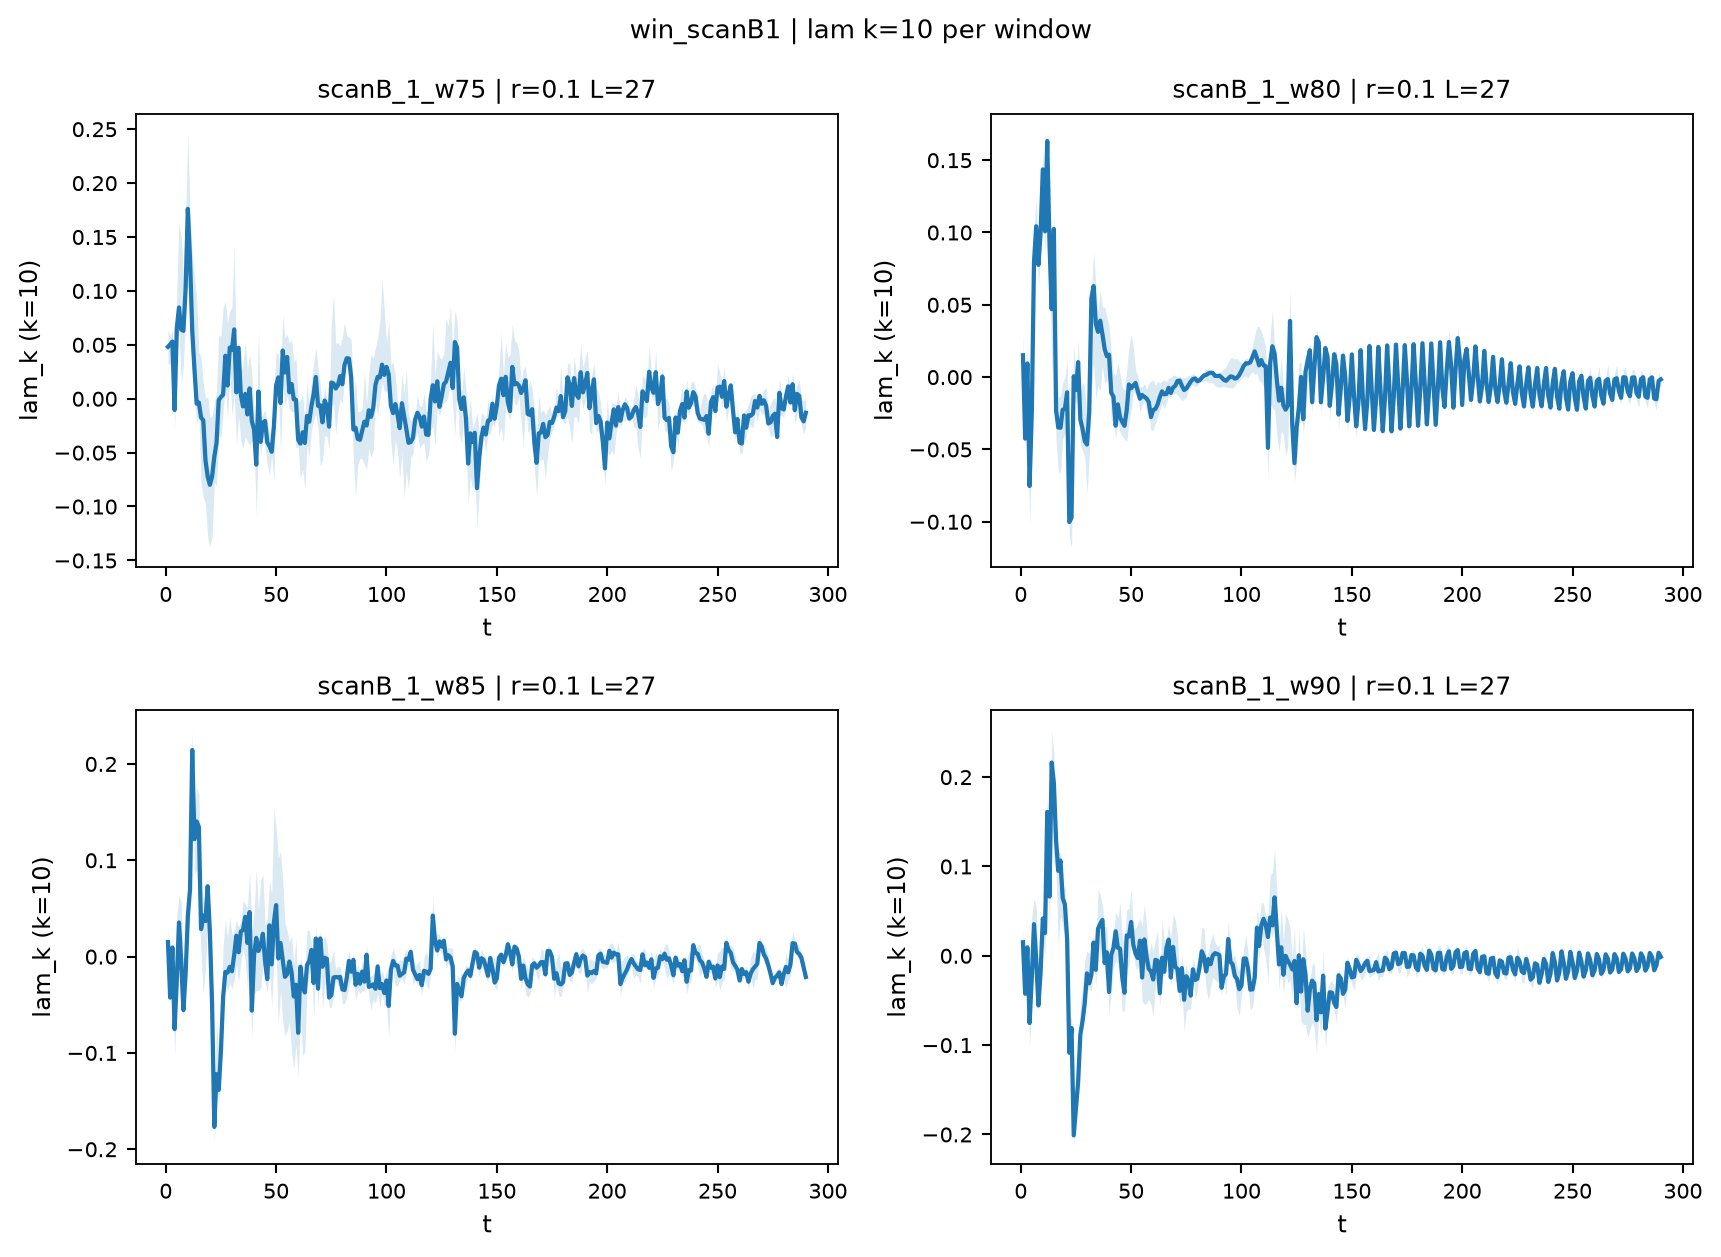 win_scanB1 | lam k=10 per window
scanB_1_w75 | r=0.1 L=27
lam_k (k=10)
0.25
0.20
0.15
0.10
0.05
0.00
−0.05
−0.10
−0.15
0 50 100 150 200 250 300
t
scanB_1_w80 | r=0.1 L=27
lam_k (k=10)
0.15
0.10
0.05
0.00
−0.05
−0.10
0 50 100 150 200 250 300
t
scanB_1_w85 | r=0.1 L=27
lam_k (k=10)
0.2
0.1
0.0
−0.1
−0.2
0 50 100 150 200 250 300
t
scanB_1_w90 | r=0.1 L=27
lam_k (k=10)
0.2
0.1
0.0
−0.1
−0.2
0 50 100 150 200 250 300
t